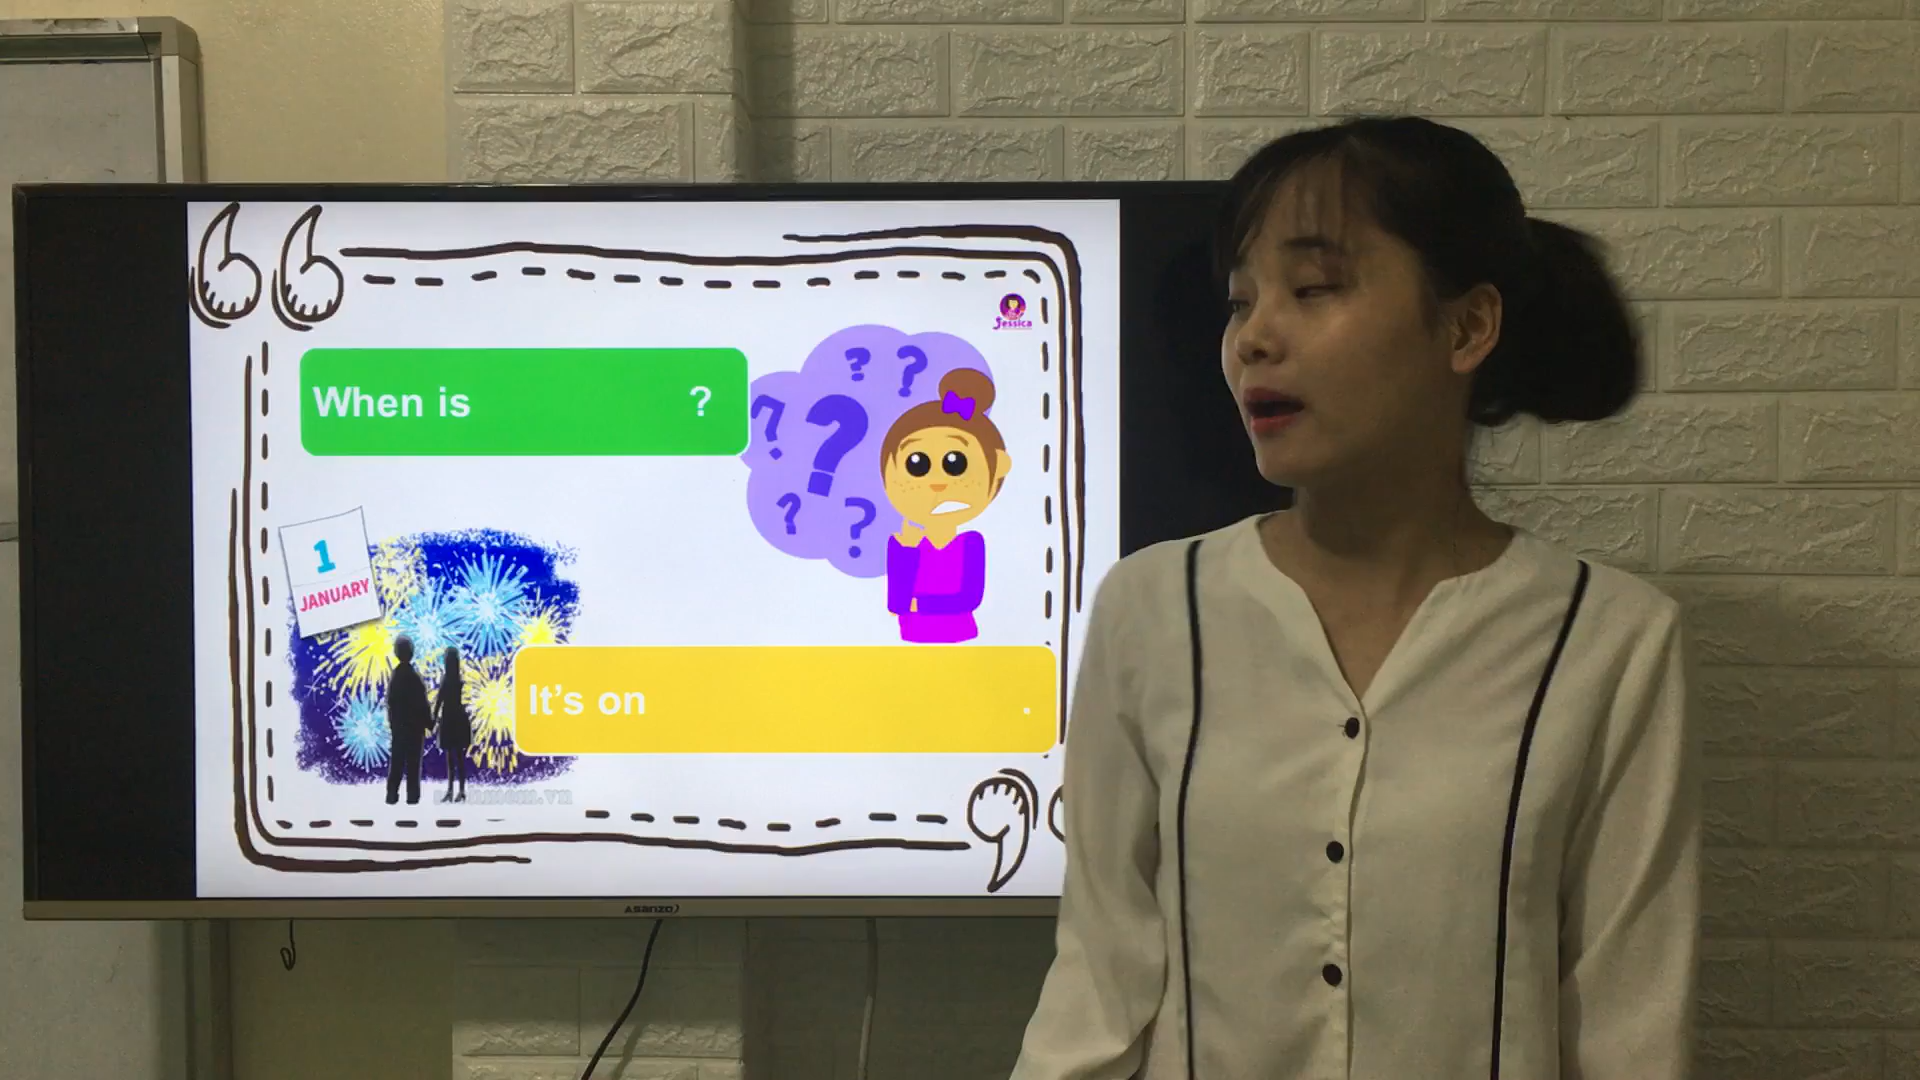 Jessica
When is ?
1
JANUARY
It's on .
Asanzo